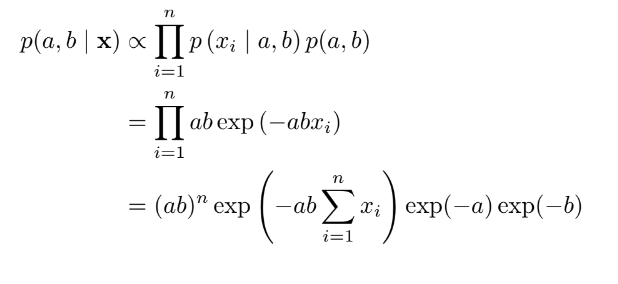 p(a, b | x) ∝ ∏_{i=1}^{n} p (x_i | a, b) p(a, b)
= ∏_{i=1}^{n} ab exp (−abx_i)
= (ab)^n exp (−ab ∑_{i=1}^{n} x_i) exp(−a) exp(−b)